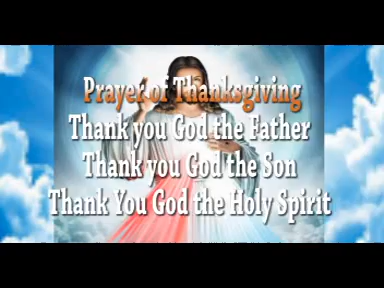 Prayer of Thanksgiving
Thank you God the Father
Thank you God the Son
Thank You God the Holy Spirit